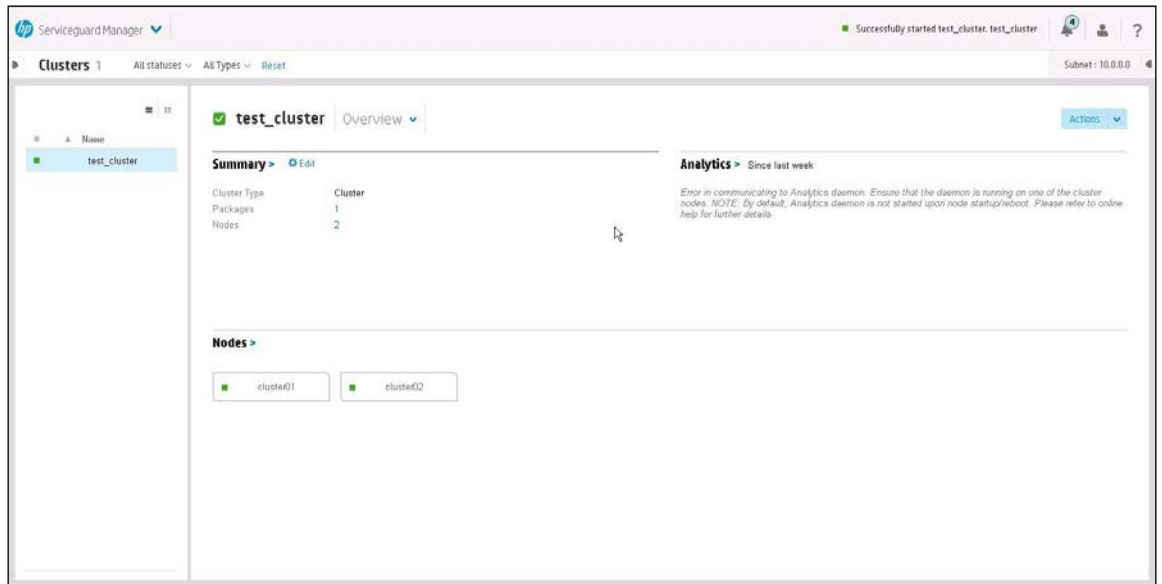 hp Serviceguard Manager
Successfully started test_cluster. test_cluster
4
?
Clusters 1 All statuses All Types Reset
Subnet : 10.0.0.0
Name
test_cluster
test_cluster Overview
Actions
Summary > Edit
Cluster Type Cluster
Packages 1
Nodes 2
Analytics > Since last week
Error in communicating to Analytics daemon. Ensure that the daemon is running on one of the cluster
nodes. NOTE: By default, Analytics daemon is not started upon node startup/reboot. Please refer to online
help for further details
Nodes >
cluster01 cluster02